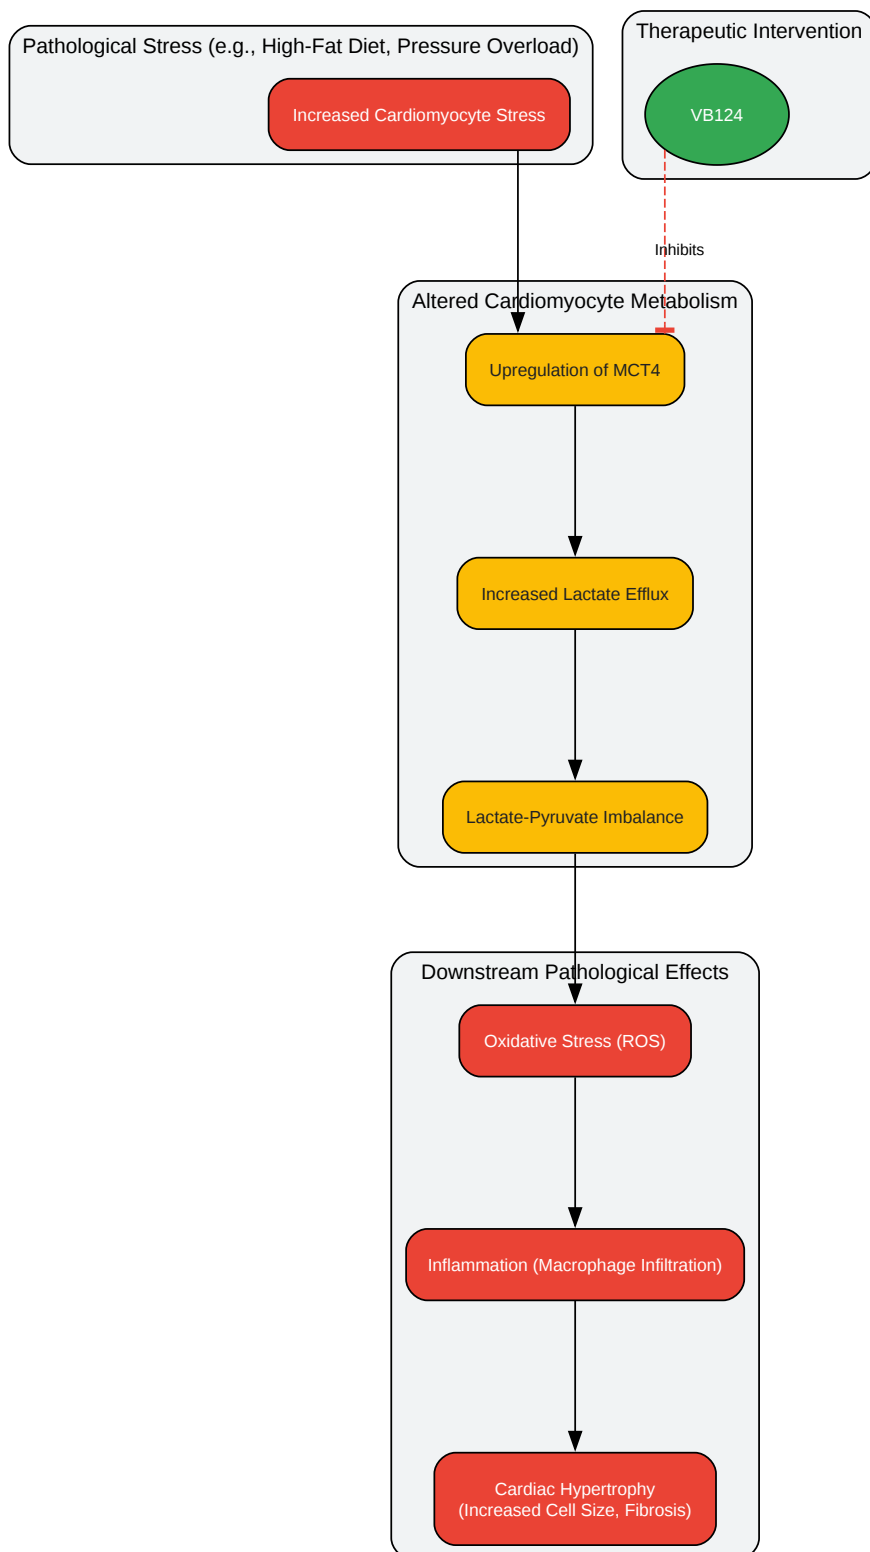 Pathological Stress (e.g., High-Fat Diet, Pressure Overload)
Increased Cardiomyocyte Stress
Therapeutic Intervention
VB124
Inhibits
Altered Cardiomyocyte Metabolism
Upregulation of MCT4
Increased Lactate Efflux
Lactate-Pyruvate Imbalance
Downstream Pathological Effects
Oxidative Stress (ROS)
Inflammation (Macrophage Infiltration)
Cardiac Hypertrophy
(Increased Cell Size, Fibrosis)